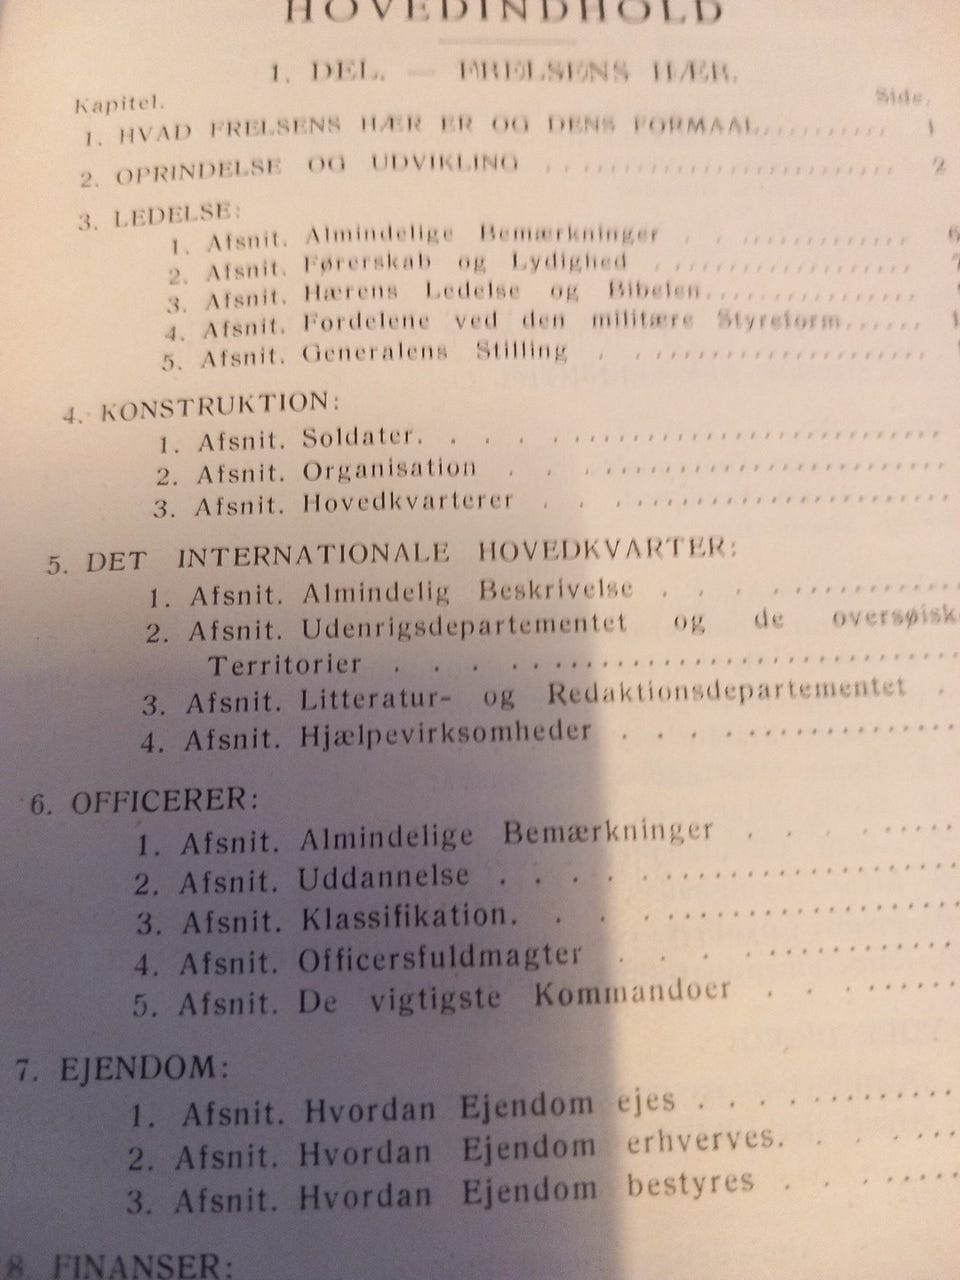 HOVEDINDHOLD
1. DEL. — FRELSENS HÆR.
Kapitel. Side.
1. HVAD FRELSENS HÆR ER OG DENS FORMAAL.......... 1
2. OPRINDELSE OG UDVIKLING .......................... 2
3. LEDELSE:
1. Afsnit. Almindelige Bemærkninger . .............. 6
2. Afsnit. Førerskab og Lydighed .................... 7
3. Afsnit. Hærens Ledelse og Bibelen................
4. Afsnit. Fordelene ved den militære Styreform......
5. Afsnit. Generalens Stilling . ......................
4. KONSTRUKTION:
1. Afsnit. Soldater. . . . ............................
2. Afsnit. Organisation . . ..........................
3. Afsnit. Hovedkvarterer . . ........................
5. DET INTERNATIONALE HOVEDKVARTER:
1. Afsnit. Almindelig Beskrivelse . . . ..............
2. Afsnit. Udenrigsdepartementet og de oversøisk
Territorier . . . ..............................
3. Afsnit. Litteratur- og Redaktionsdepartementet .
4. Afsnit. Hjælpevirksomheder . . . ................
6. OFFICERER:
1. Afsnit. Almindelige Bemærkninger . . . ......
2. Afsnit. Uddannelse . . . . ......................
3. Afsnit. Klassifikation. . . ......................
4. Afsnit. Officersfuldmagter . . . ................
5. Afsnit. De vigtigste Kommandoer . . . ......
7. EJENDOM:
1. Afsnit. Hvordan Ejendom ejes . . . ............
2. Afsnit. Hvordan Ejendom erhverves. . . ......
3. Afsnit. Hvordan Ejendom bestyres . . ........
8. FINANSER: